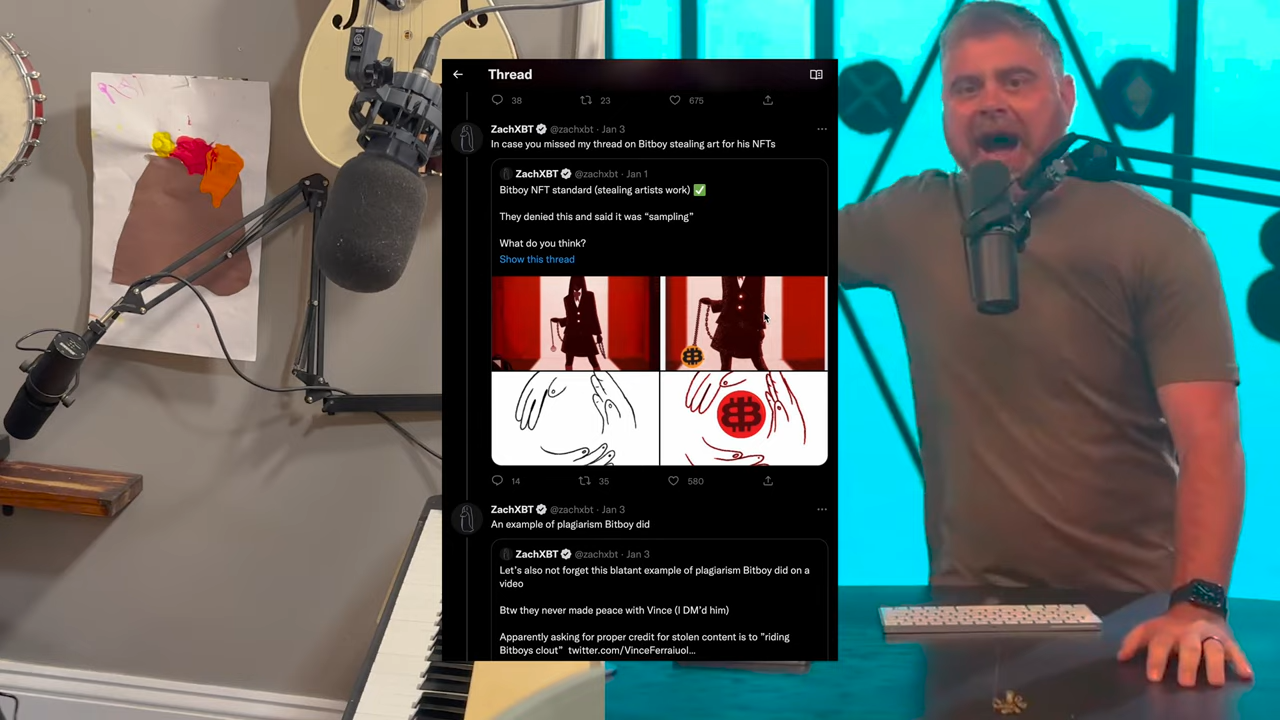 Thread
38 23 675
ZachXBT @zachxbt · Jan 3
In case you missed my thread on Bitboy stealing art for his NFTs
ZachXBT @zachxbt · Jan 1
Bitboy NFT standard (stealing artists work) ✅
They denied this and said it was “sampling”
What do you think?
Show this thread
14 35 580
ZachXBT @zachxbt · Jan 3
An example of plagiarism Bitboy did
ZachXBT @zachxbt · Jan 3
Let's also not forget this blatant example of plagiarism Bitboy did on a
video
Btw they never made peace with Vince (I DM'd him)
Apparently asking for proper credit for stolen content is to "riding
Bitboys clout" twitter.com/VinceFerraiuol...